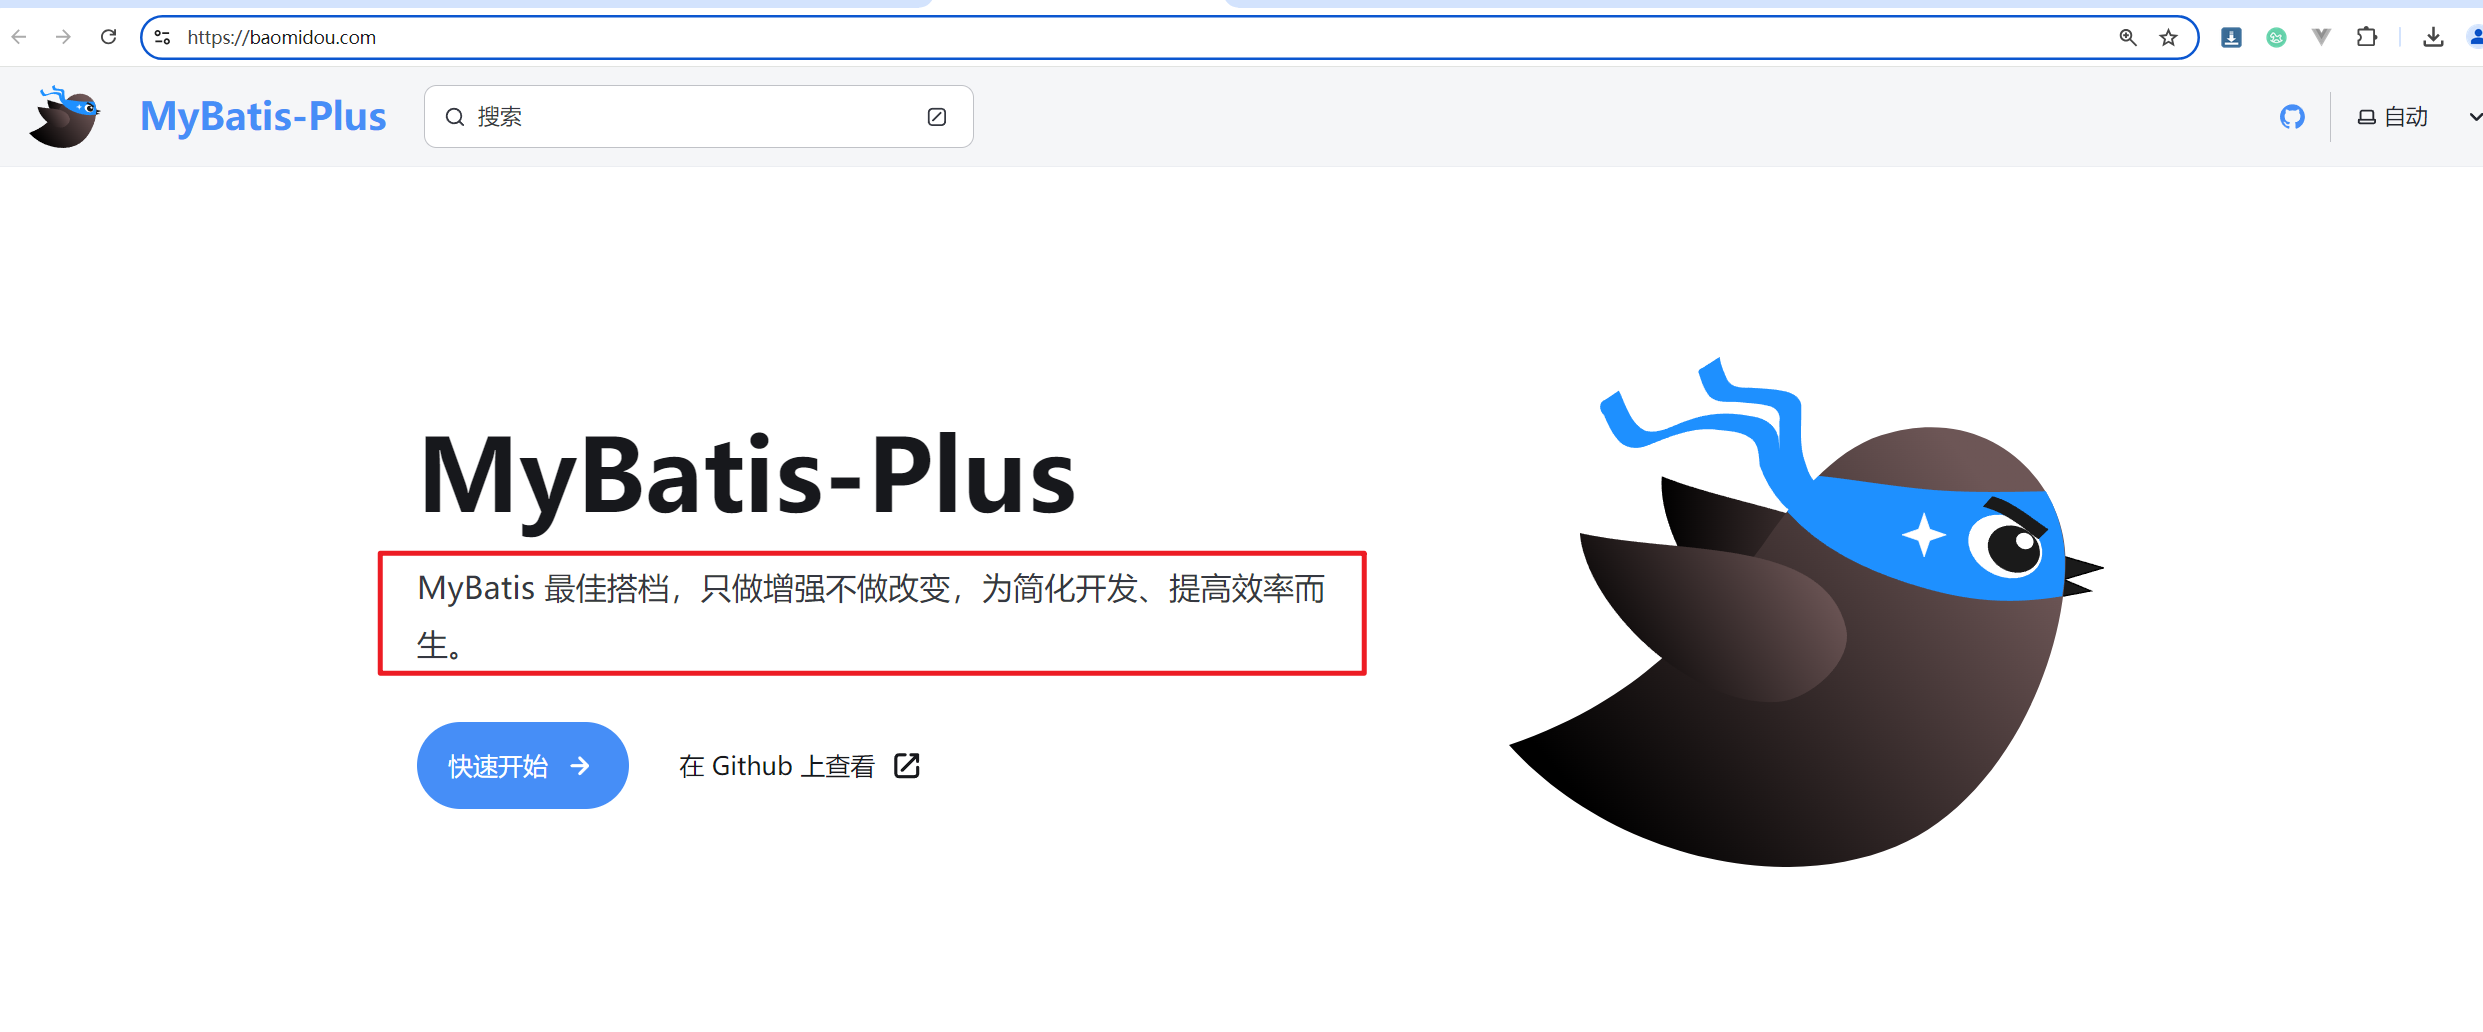 https://baomidou.com
MyBatis-Plus
搜索
自动
MyBatis-Plus
MyBatis 最佳搭档，只做增强不做改变，为简化开发、提高效率而
生。
快速开始
在 Github 上查看